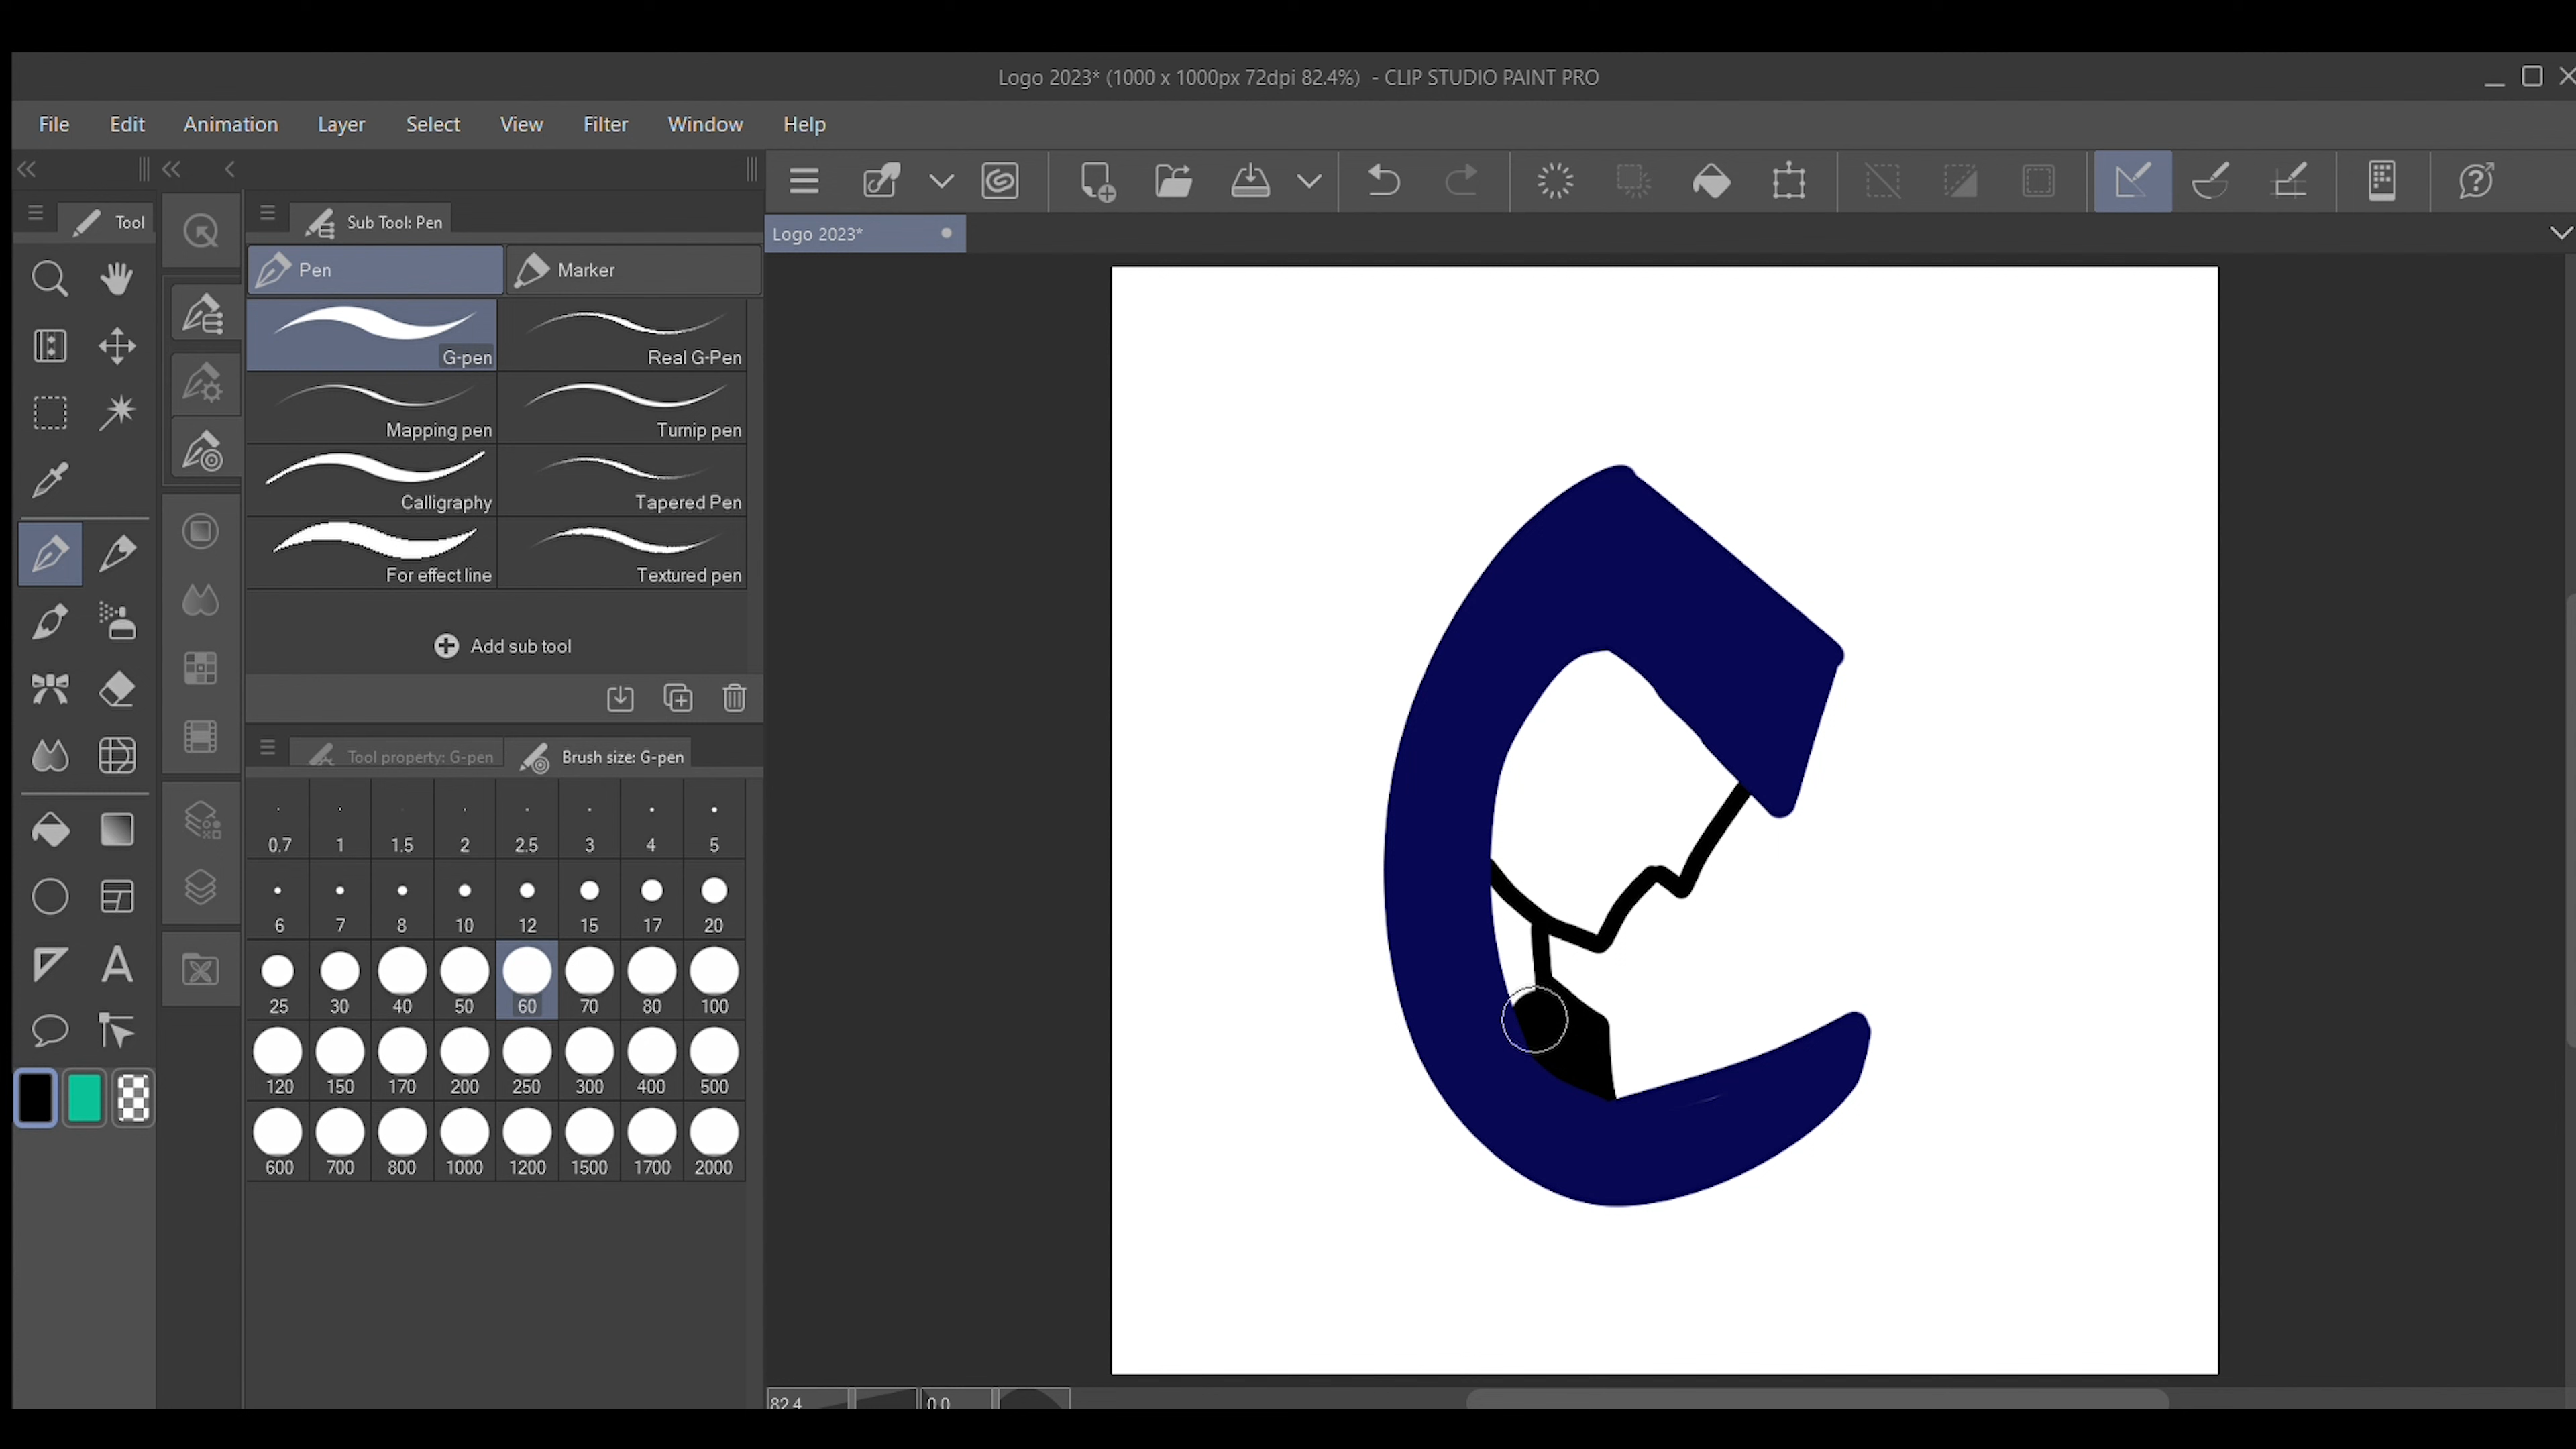 Logo 2023* (1000 x 1000px 72dpi 82.4%) - CLIP STUDIO PAINT PRO
File Edit Animation Layer Select View Filter Window Help
Tool
Sub Tool: Pen
Logo 2023*
Pen Marker
G-pen Real G-Pen
Mapping pen Turnip pen
Calligraphy Tapered Pen
For effect line Textured pen
Add sub tool
Tool property: G-pen Brush size: G-pen
0.7 1 1.5 2 2.5 3 4 5
6 7 8 10 12 15 17 20
25 30 40 50 60 70 80 100
120 150 170 200 250 300 400 500
600 700 800 1000 1200 1500 1700 2000
82.4 0.0